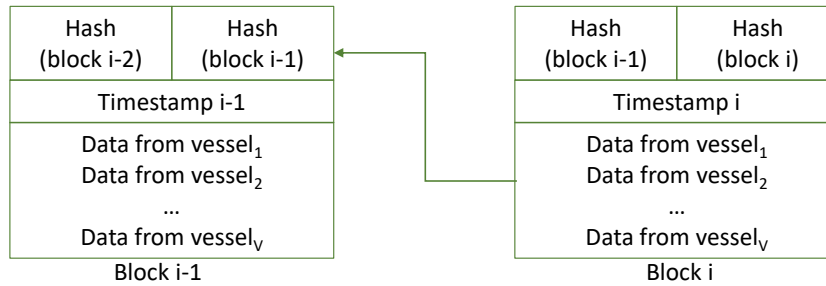 Hash
(block i-2)
Hash
(block i-1)
Timestamp i-1
Data from vessel₁
Data from vessel₂
...
Data from vesselᵥ
Block i-1
Hash
(block i-1)
Hash
(block i)
Timestamp i
Data from vessel₁
Data from vessel₂
...
Data from vesselᵥ
Block i